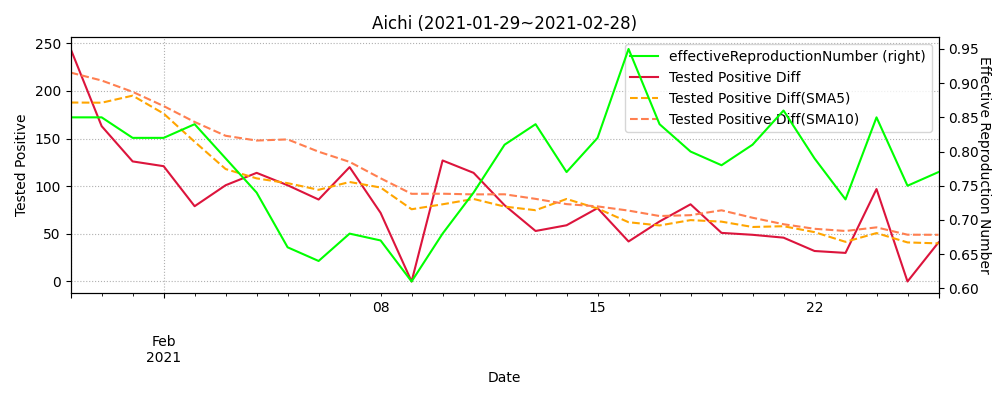 Aichi (2021-01-29~2021-02-28)
effectiveReproductionNumber (right)
Tested Positive Diff
Tested Positive Diff(SMA5)
Tested Positive Diff(SMA10)
Tested Positive
250
200
150
100
50
0
Effective Reproduction Number
0.95
0.90
0.85
0.80
0.75
0.70
0.65
0.60
08
15
22
Feb
2021
Date